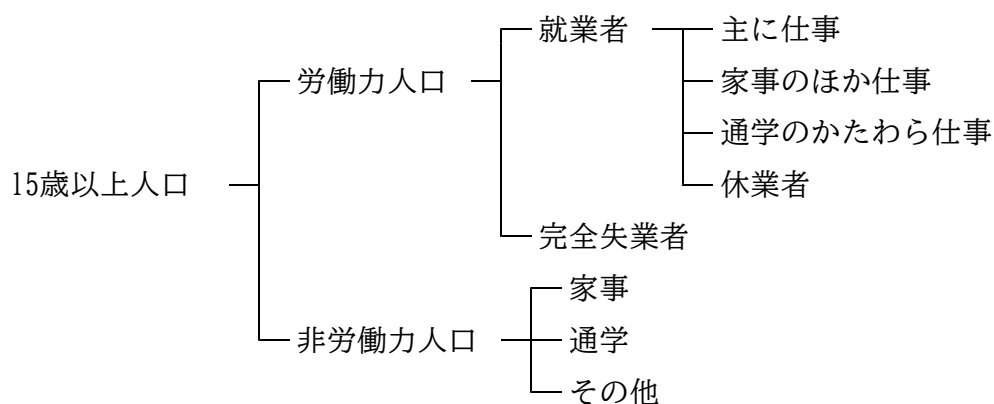 15歳以上人口
労働力人口
就業者
主に仕事
家事のほか仕事
通学のかたわら仕事
休業者
完全失業者
非労働力人口
家事
通学
その他